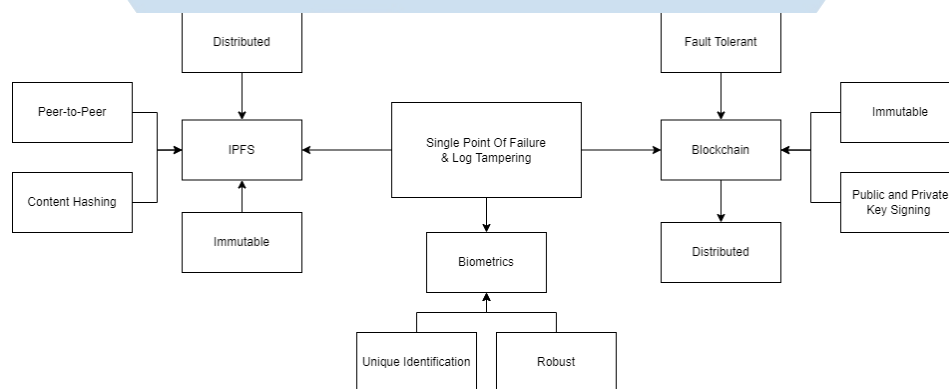 Distributed
Fault Tolerant
Peer-to-Peer
Immutable
IPFS
Single Point Of Failure
& Log Tampering
Blockchain
Content Hashing
Public and Private
Key Signing
Immutable
Distributed
Biometrics
Unique Identification
Robust